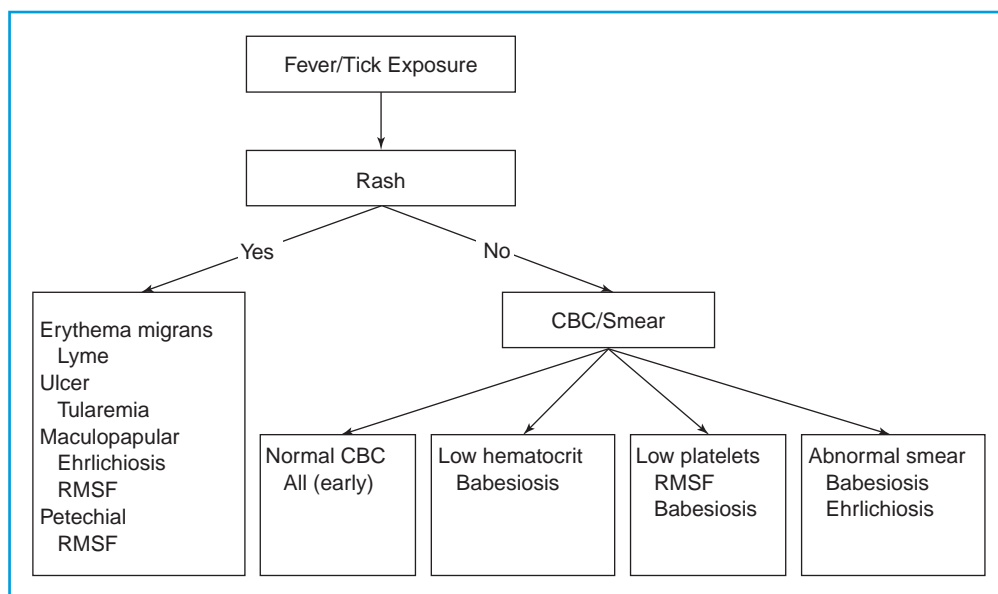 Fever/Tick Exposure
Rash
Yes
No
Erythema migrans
Lyme
Ulcer
Tularemia
Maculopapular
Ehrlichiosis
RMSF
Petechial
RMSF
CBC/Smear
Normal CBC
All (early)
Low hematocrit
Babesiosis
Low platelets
RMSF
Babesiosis
Abnormal smear
Babesiosis
Ehrlichiosis